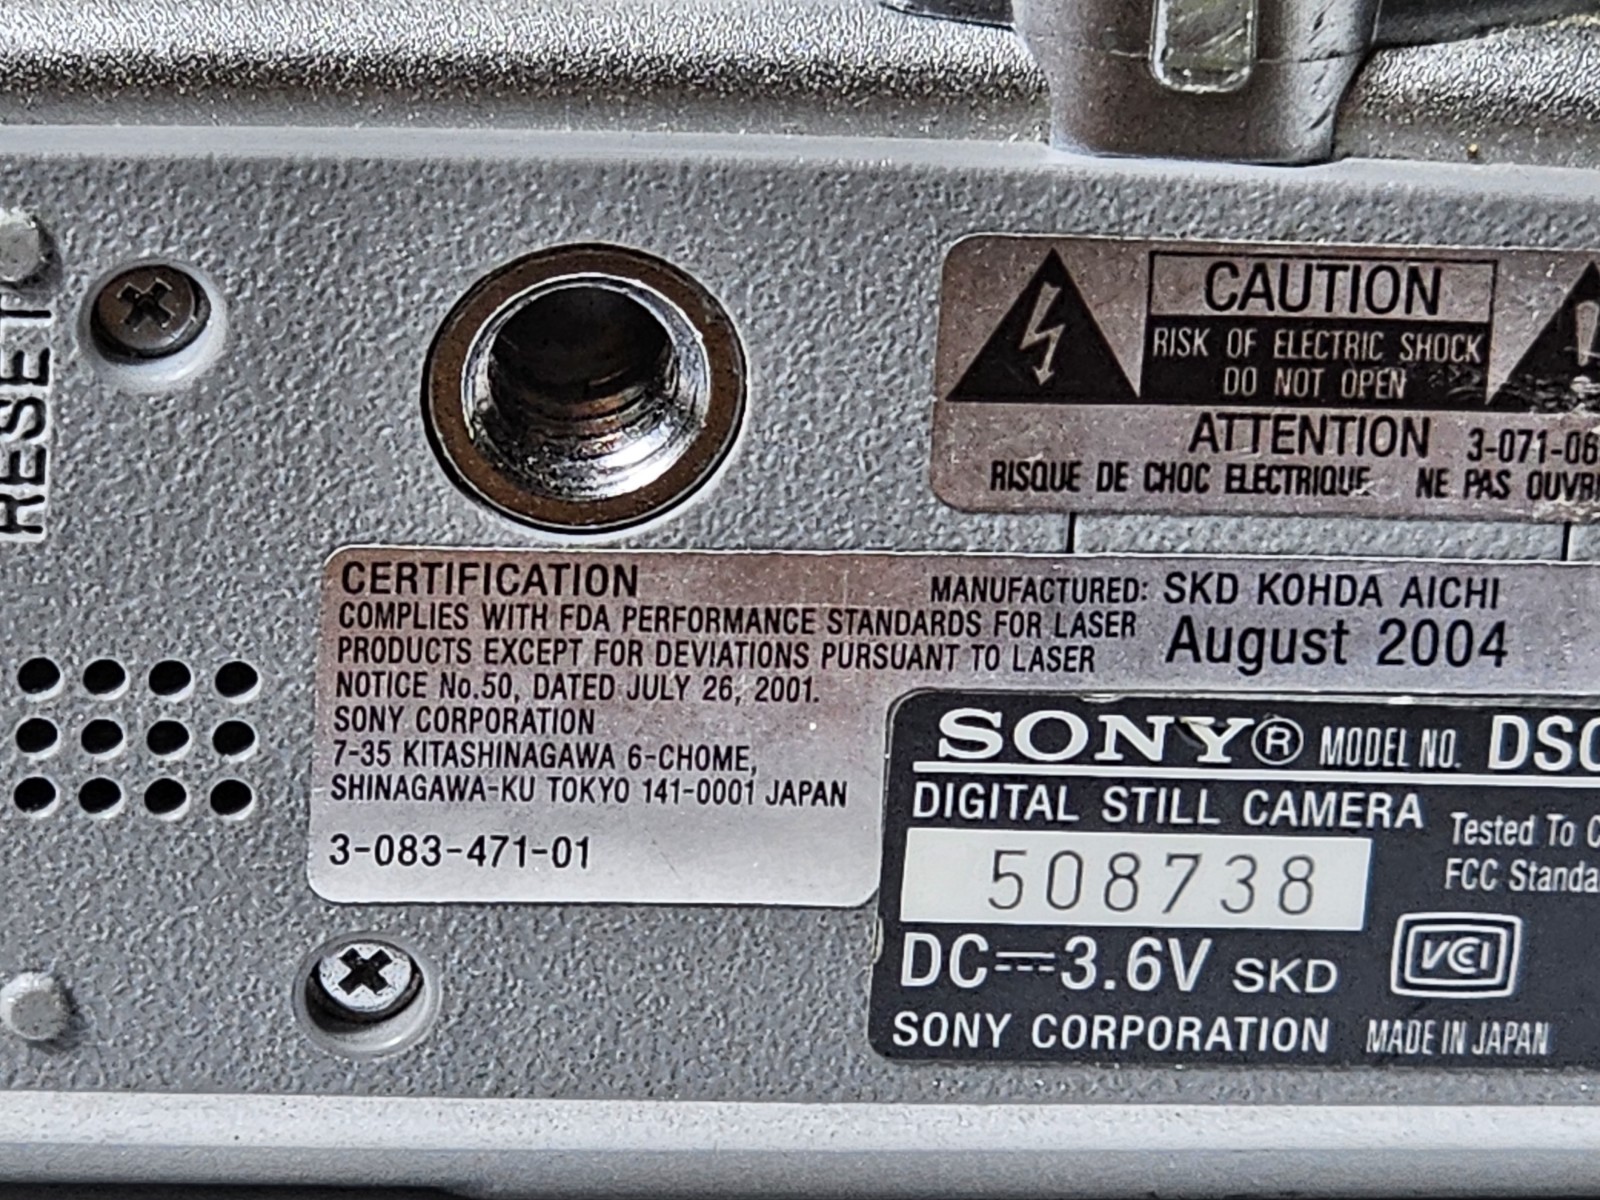 RESET
CAUTION
RISK OF ELECTRIC SHOCK
DO NOT OPEN
ATTENTION 3-071-06
RISQUE DE CHOC ELECTRIQUE NE PAS OUVRI
CERTIFICATION
COMPLIES WITH FDA PERFORMANCE STANDARDS FOR LASER
PRODUCTS EXCEPT FOR DEVIATIONS PURSUANT TO LASER
NOTICE No.50, DATED JULY 26, 2001.
SONY CORPORATION
7-35 KITASHINAGAWA 6-CHOME,
SHINAGAWA-KU TOKYO 141-0001 JAPAN
3-083-471-01
MANUFACTURED: SKD KOHDA AICHI
August 2004
SONY® MODEL NO. DSC
DIGITAL STILL CAMERA
Tested To C
FCC Standa
508738
DC⎓3.6V SKD
VCCI
SONY CORPORATION MADE IN JAPAN